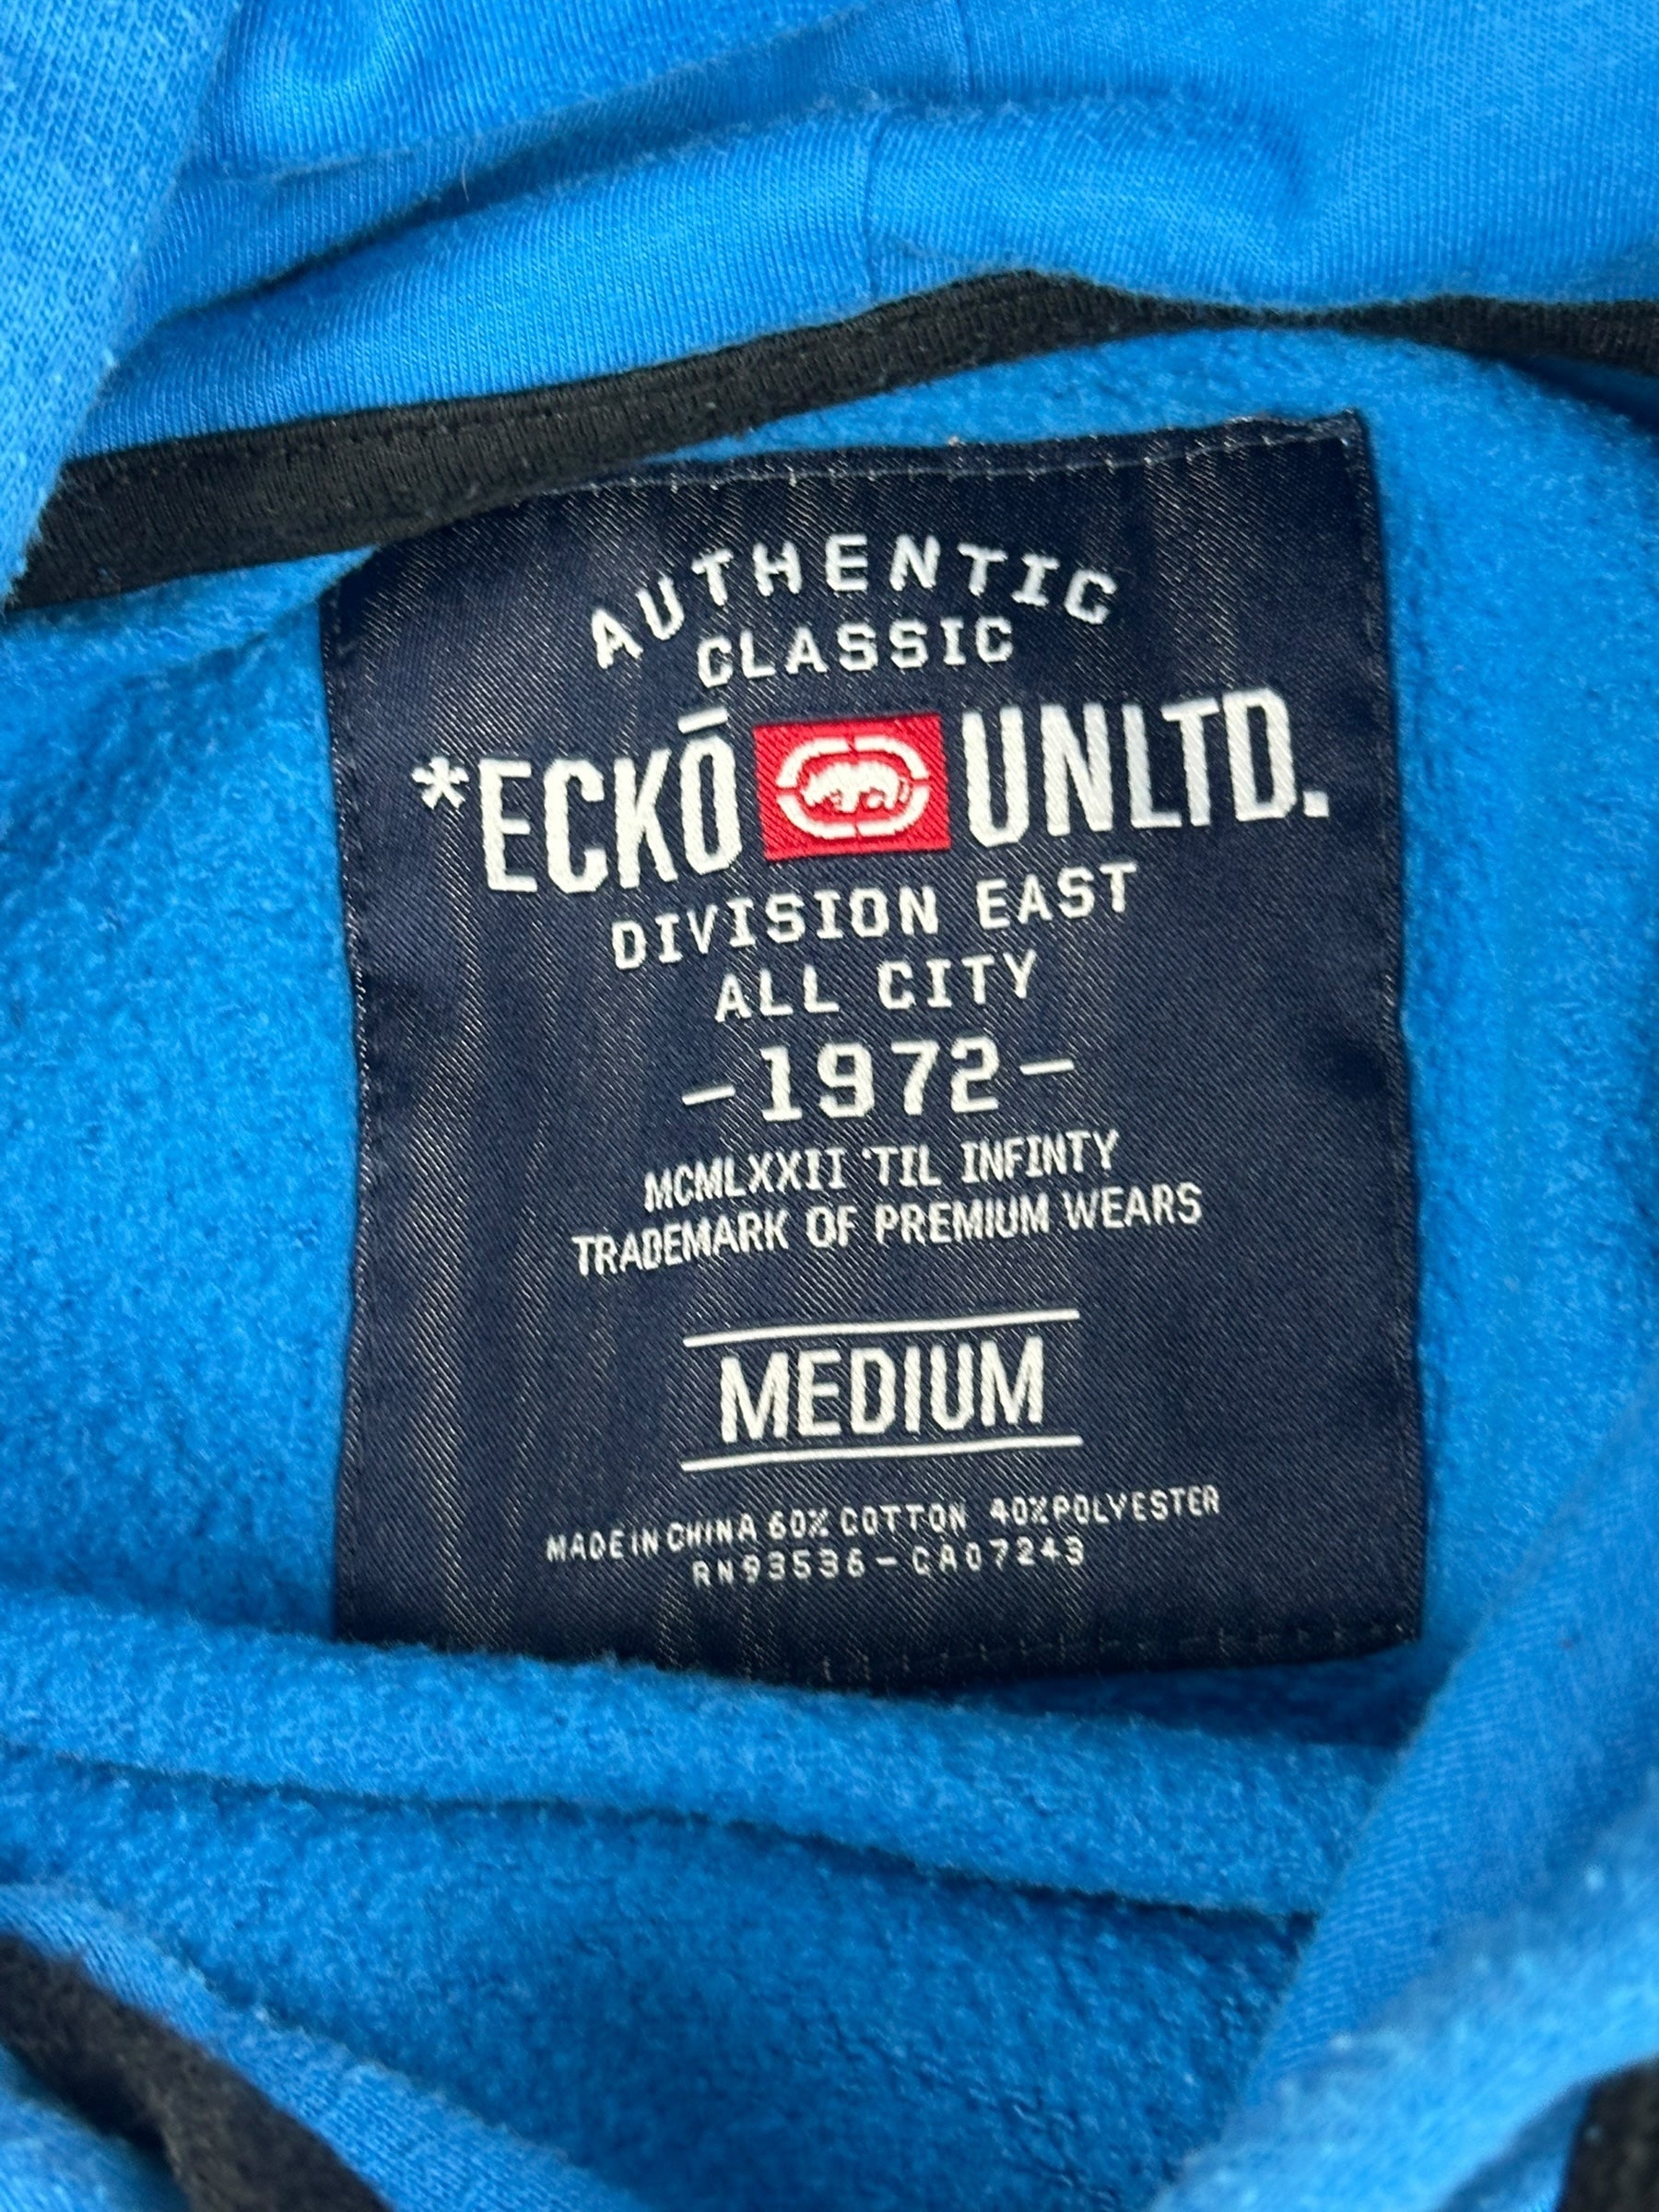 AUTHENTIC
CLASSIC
*ECKŌ UNLTD.
DIVISION EAST
ALL CITY
-1972-
MCMLXXII 'TIL INFINTY
TRADEMARK OF PREMIUM WEARS
MEDIUM
MADE IN CHINA 60% COTTON 40% POLYESTER
RN93536-CA07243